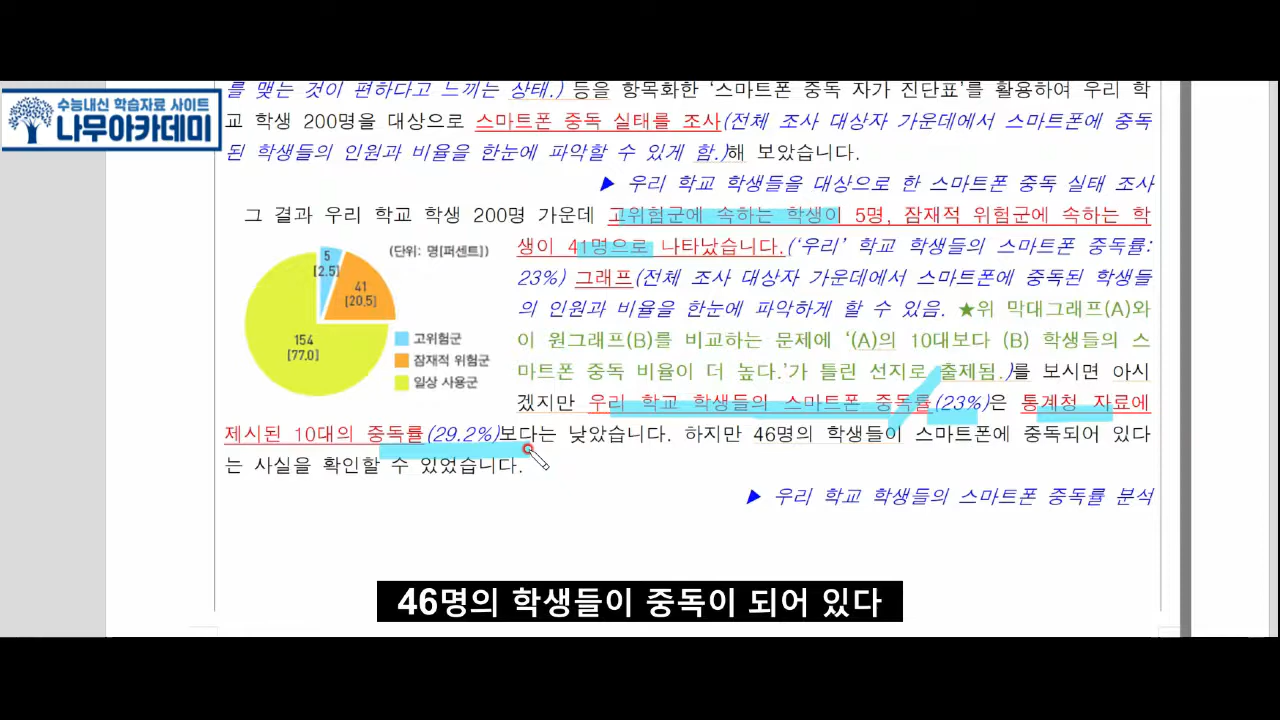 를 맺는 것이 편하다고 느끼는 상태.) 등을 항목화한 ‘스마트폰 중독 자가 진단표’를 활용하여 우리 학
수능내신 학습자료 사이트
나무아카데미
교 학생 200명을 대상으로 스마트폰 중독 실태를 조사(전체 조사 대상자 가운데에서 스마트폰에 중독
된 학생들의 인원과 비율을 한눈에 파악할 수 있게 함.)해 보았습니다.
▶ 우리 학교 학생들을 대상으로 한 스마트폰 중독 실태 조사
그 결과 우리 학교 학생 200명 가운데 고위험군에 속하는 학생이 5명, 잠재적 위험군에 속하는 학
생이 41명으로 나타났습니다.(‘우리’ 학교 학생들의 스마트폰 중독률:
23%) 그래프(전체 조사 대상자 가운데에서 스마트폰에 중독된 학생들
의 인원과 비율을 한눈에 파악하게 할 수 있음. ★위 막대그래프(A)와
이 원그래프(B)를 비교하는 문제에 ‘(A)의 10대보다 (B) 학생들의 스
마트폰 중독 비율이 더 높다.’가 틀린 선지로 출제됨.)를 보시면 아시
겠지만 우리 학교 학생들의 스마트폰 중독률(23%)은 통계청 자료에
(단위: 명[퍼센트])
5
[2.5]
41
[20.5]
154
[77.0]
고위험군
잠재적 위험군
일상 사용군
제시된 10대의 중독률(29.2%)보다는 낮았습니다. 하지만 46명의 학생들이 스마트폰에 중독되어 있다
는 사실을 확인할 수 있었습니다.
▶ 우리 학교 학생들의 스마트폰 중독률 분석
46명의 학생들이 중독이 되어 있다